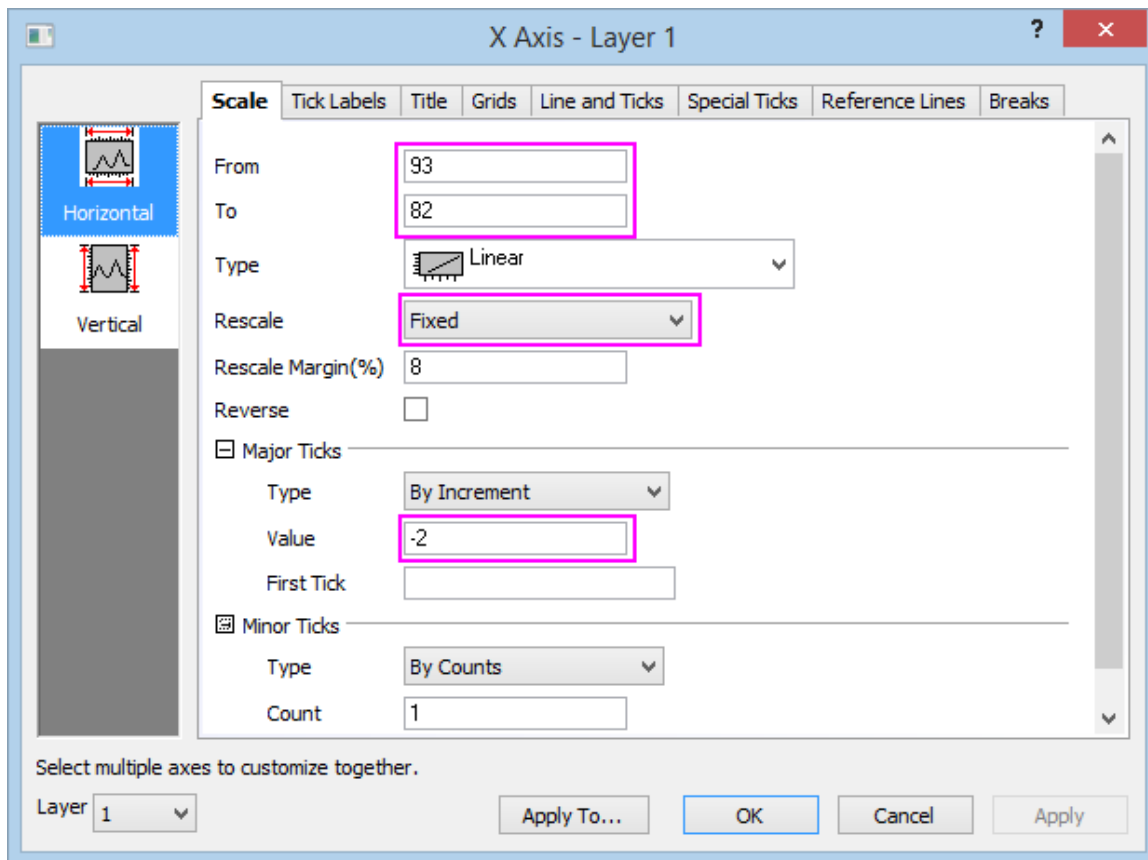 X Axis - Layer 1
?
Scale Tick Labels Title Grids Line and Ticks Special Ticks Reference Lines Breaks
Horizontal
Vertical
From 93
To 82
Type Linear
Rescale Fixed
Rescale Margin(%) 8
Reverse
Major Ticks
Type By Increment
Value -2
First Tick
Minor Ticks
Type By Counts
Count 1
Select multiple axes to customize together.
Layer 1 Apply To... OK Cancel Apply